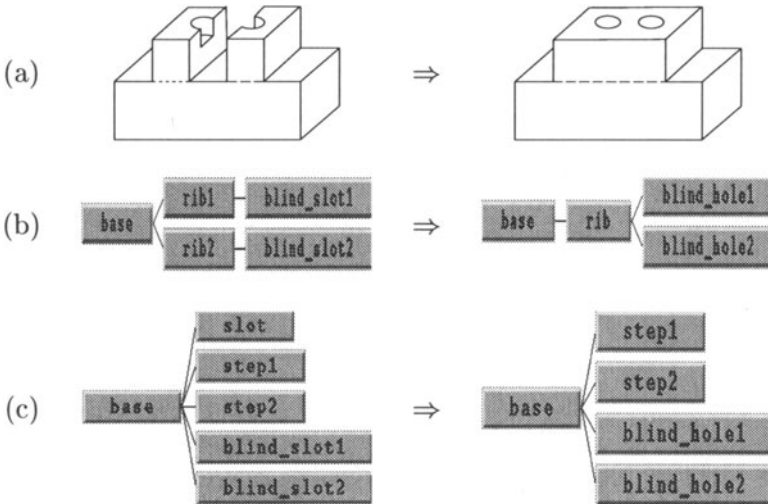 (a) ⇒
(b) base rib1 blind_slot1 ⇒ base rib blind_hole1
rib2 blind_slot2 blind_hole2
(c) base slot ⇒ base step1
step1 step2
step2 blind_hole1
blind_slot1 blind_hole2
blind_slot2